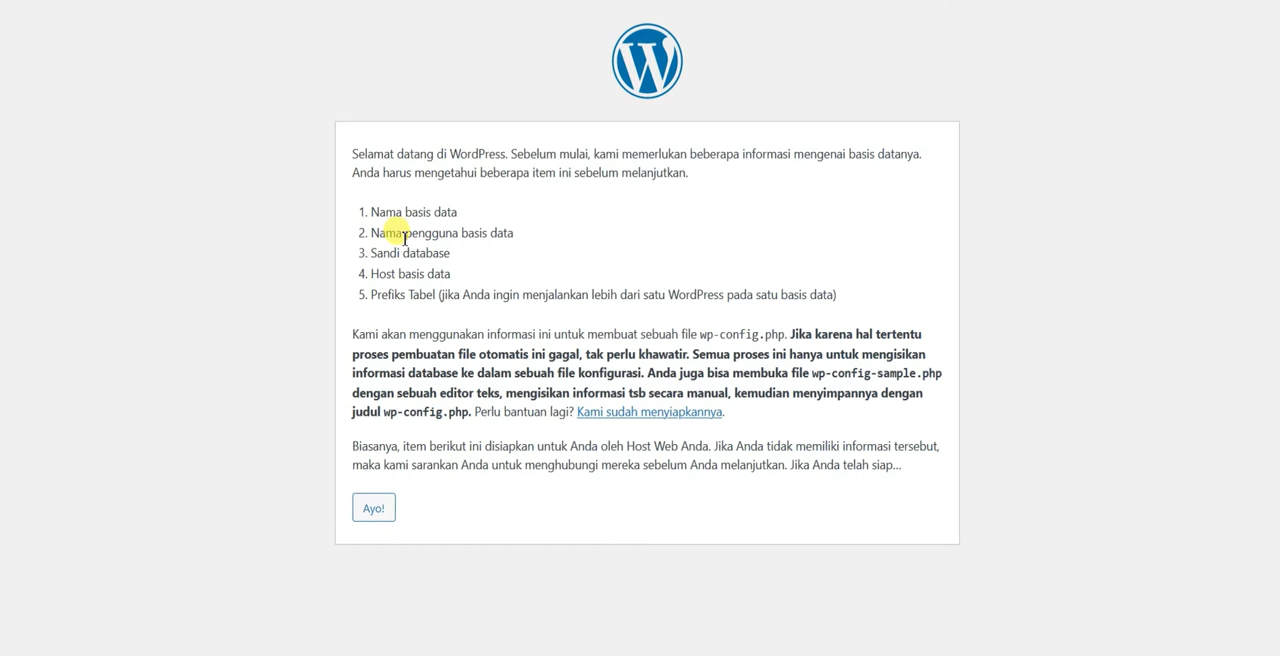 Selamat datang di WordPress. Sebelum mulai, kami memerlukan beberapa informasi mengenai basis datanya.
Anda harus mengetahui beberapa item ini sebelum melanjutkan.
1. Nama basis data
2. Nama pengguna basis data
3. Sandi database
4. Host basis data
5. Prefiks Tabel (jika Anda ingin menjalankan lebih dari satu WordPress pada satu basis data)
Kami akan menggunakan informasi ini untuk membuat sebuah file wp-config.php. Jika karena hal tertentu
proses pembuatan file otomatis ini gagal, tak perlu khawatir. Semua proses ini hanya untuk mengisikan
informasi database ke dalam sebuah file konfigurasi. Anda juga bisa membuka file wp-config-sample.php
dengan sebuah editor teks, mengisikan informasi tsb secara manual, kemudian menyimpannya dengan
judul wp-config.php. Perlu bantuan lagi? Kami sudah menyiapkannya.
Biasanya, item berikut ini disiapkan untuk Anda oleh Host Web Anda. Jika Anda tidak memiliki informasi tersebut,
maka kami sarankan Anda untuk menghubungi mereka sebelum Anda melanjutkan. Jika Anda telah siap...
Ayo!